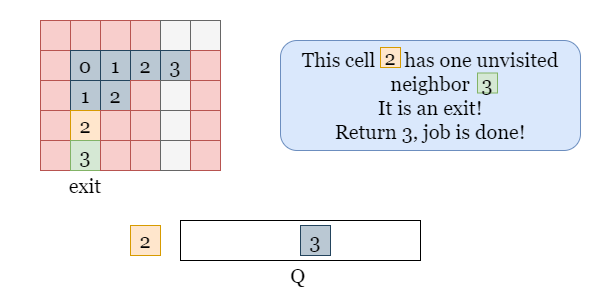 0 1 2 3
1 2
2
3
exit
This cell 2 has one unvisited
neighbor 3
It is an exit!
Return 3, job is done!
2 3
Q